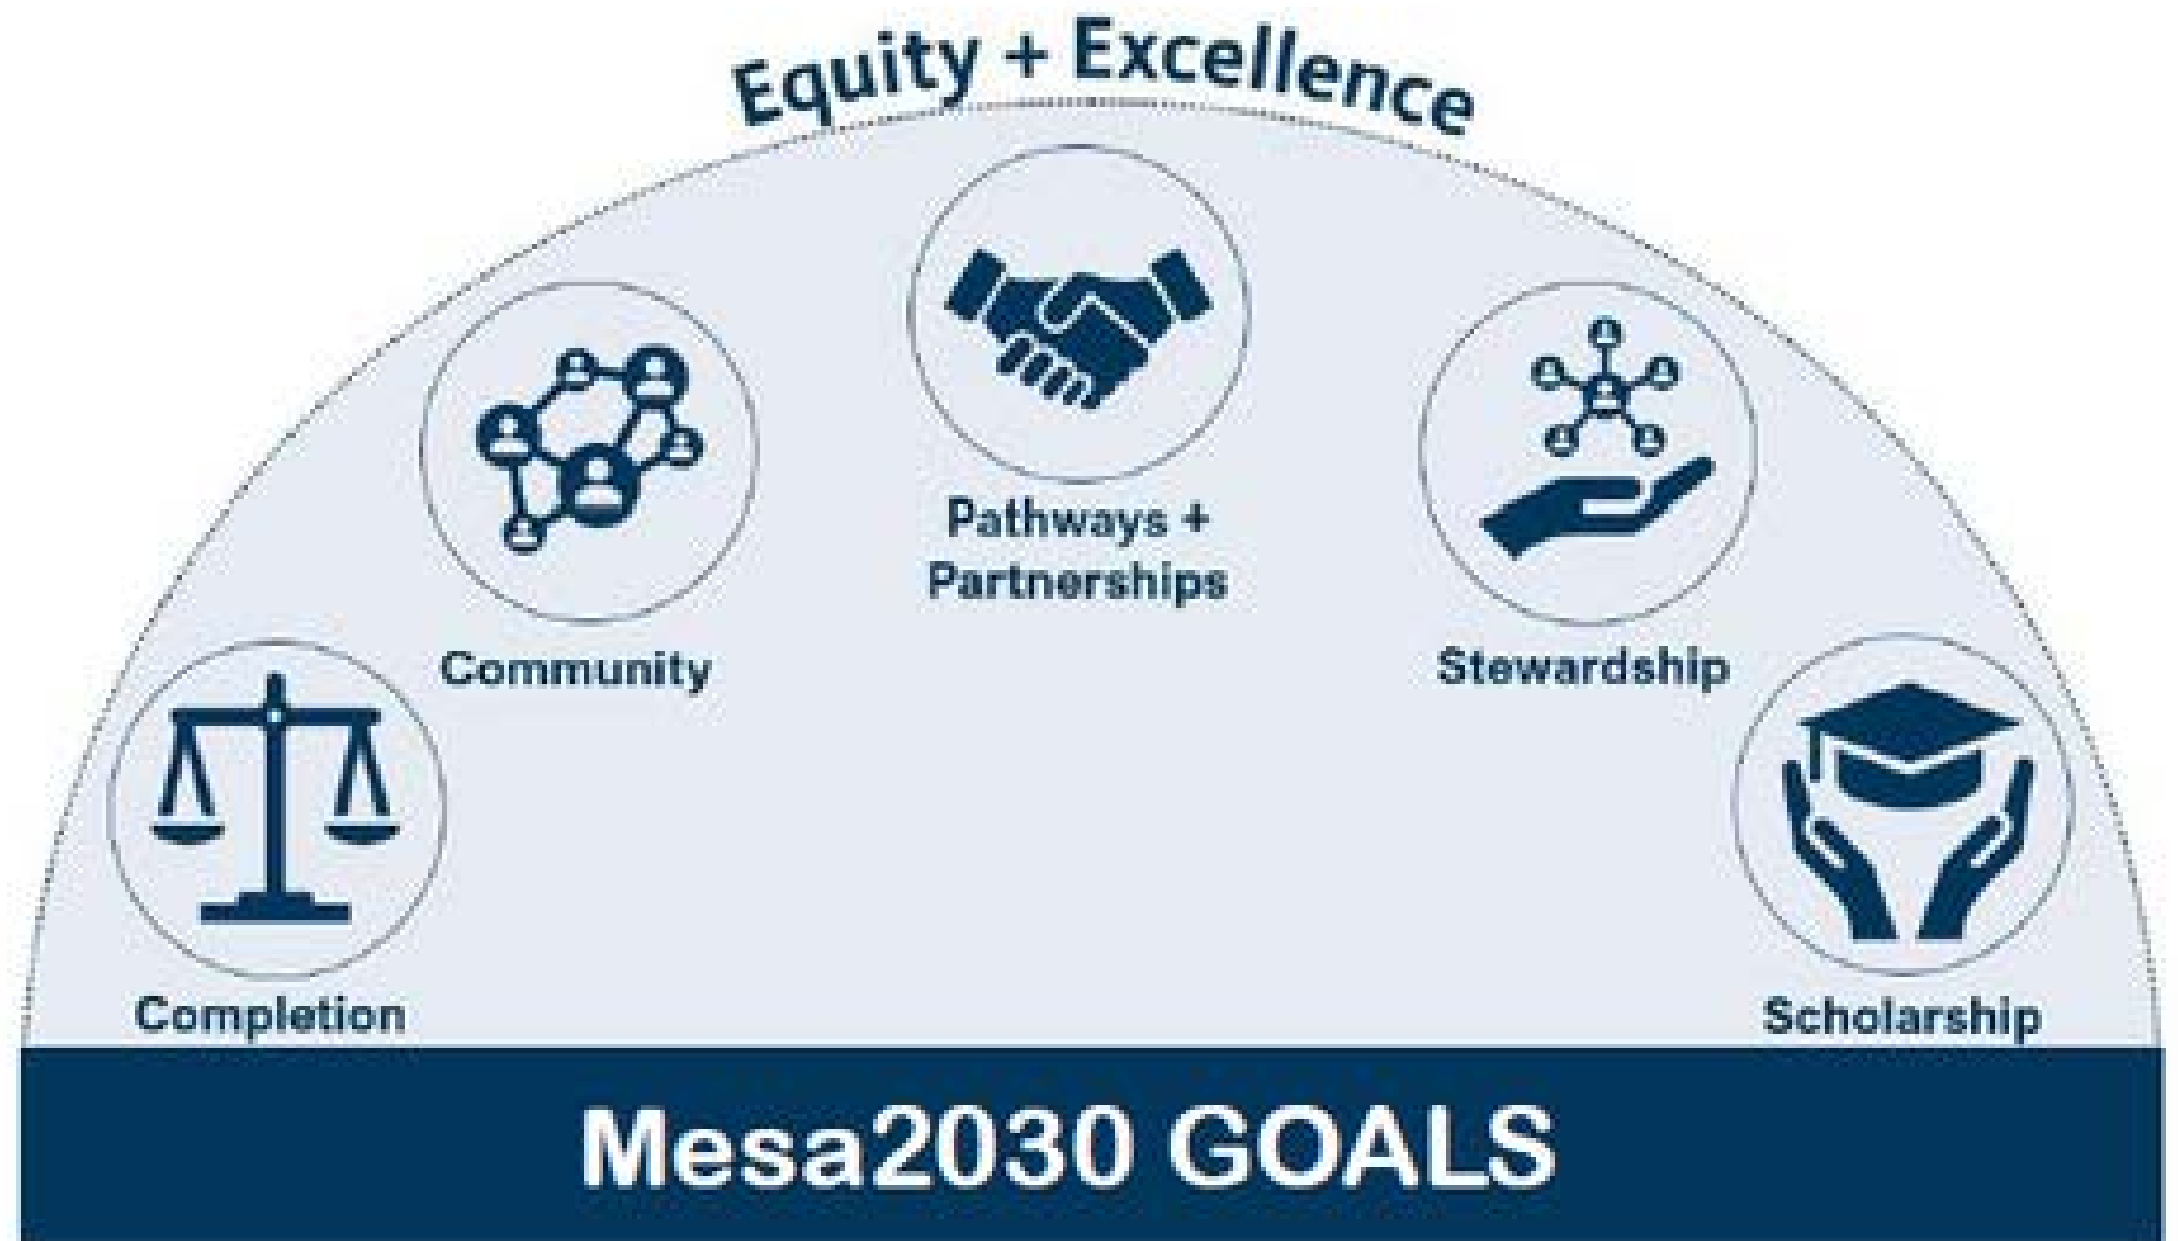 Equity + Excellence
Pathways +
Partnerships
Community
Stewardship
Completion
Scholarship
Mesa2030 GOALS